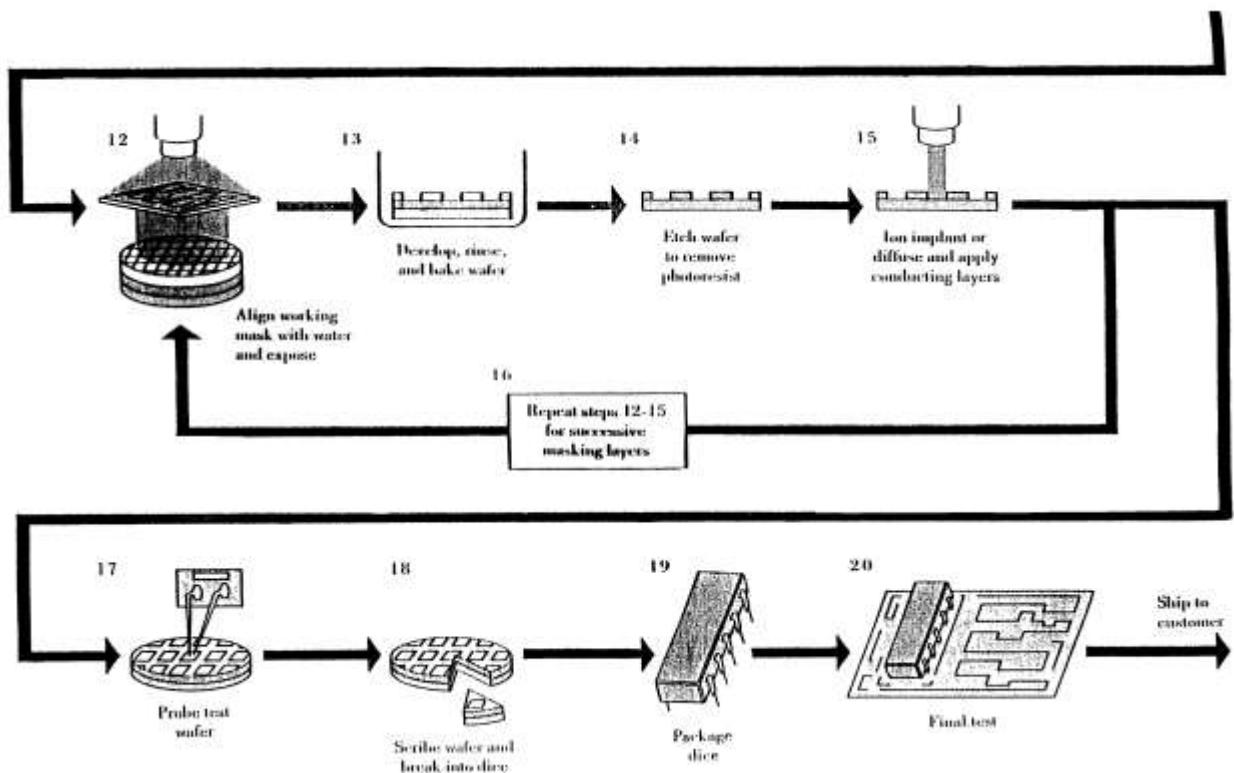 12
13
14
15
Develop, rinse,
and bake wafer
Etch wafer
to remove
photoresist
Ion implant or
diffuse and apply
conducting layers
Align working
mask with water
and expose
16
Repeat steps 12-15
for successive
masking layers
17
18
19
20
Ship to
customer
Probe test
wafer
Scribe wafer and
break into dice
Package
dice
Final test